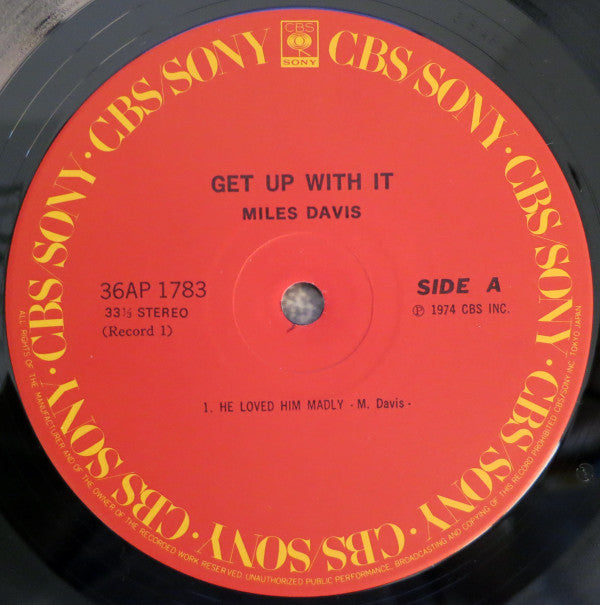 CBS
SONY
CBS/SONY · CBS/SONY · CBS/SONY · CBS/SONY · CBS/SONY · CBS/SONY · CBS/SONY · CBS/SONY
GET UP WITH IT
MILES DAVIS
36AP 1783
33⅓ STEREO
(Record 1)
SIDE A
Ⓟ 1974 CBS INC.
1. HE LOVED HIM MADLY - M. Davis -
ALL RIGHTS OF THE MANUFACTURER AND OF THE OWNER OF THE RECORDED WORK RESERVED. UNAUTHORIZED PUBLIC PERFORMANCE, BROADCASTING AND COPYING OF THIS RECORD PROHIBITED CBS/SONY INC. TOKYO JAPAN